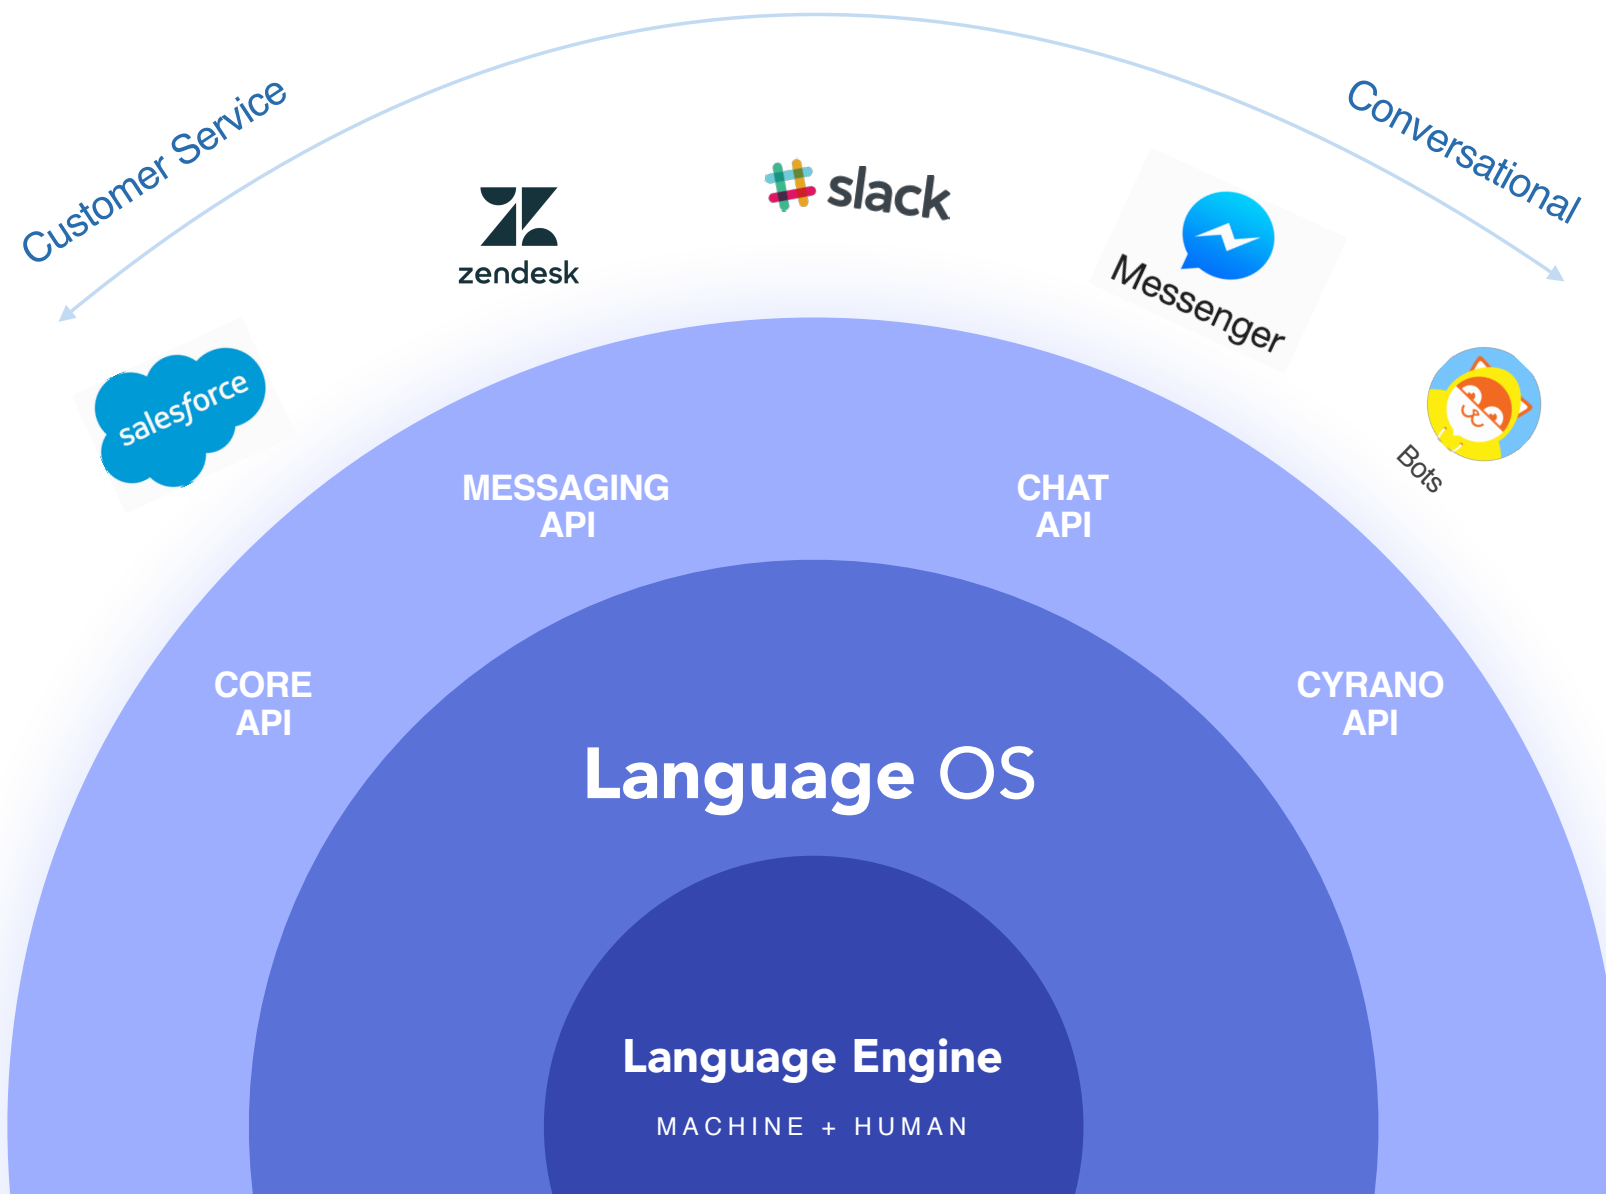 Customer Service
Conversational
zendesk
slack
Messenger
salesforce
Bots
MESSAGING
API
CHAT
API
CORE
API
CYRANO
API
Language OS
Language Engine
MACHINE + HUMAN